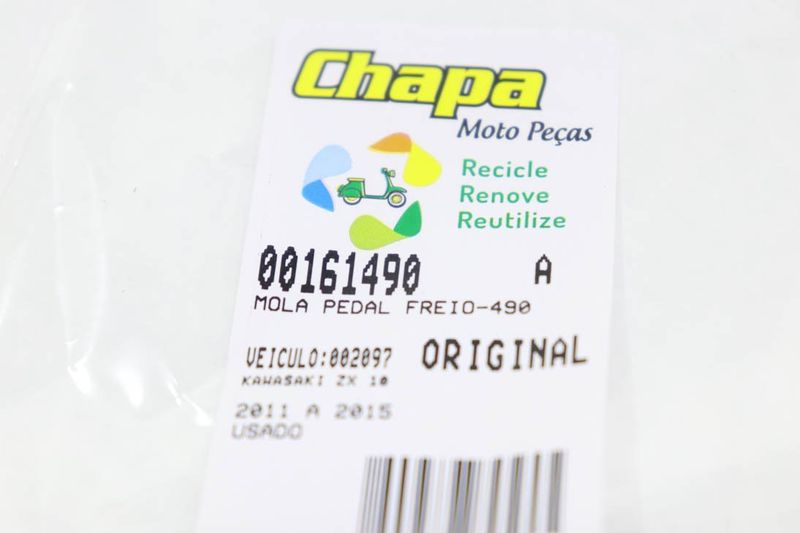 Chapa
Moto Peças
Recicle
Renove
Reutilize
00161490 A
MOLA PEDAL FREIO-490
VEICULO:002097 ORIGINAL
KAWASAKI ZX 10
2011 A 2015
USADO